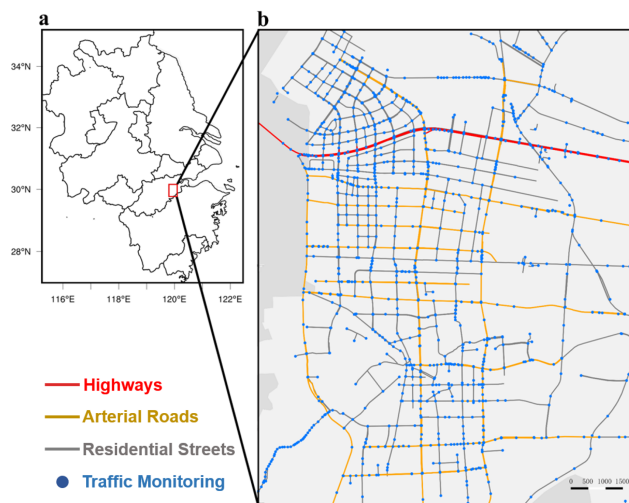 a
b
34°N
32°N
30°N
28°N
116°E
118°E
120°E
122°E
Highways
Arterial Roads
Residential Streets
Traffic Monitoring
0 500 1000 1500